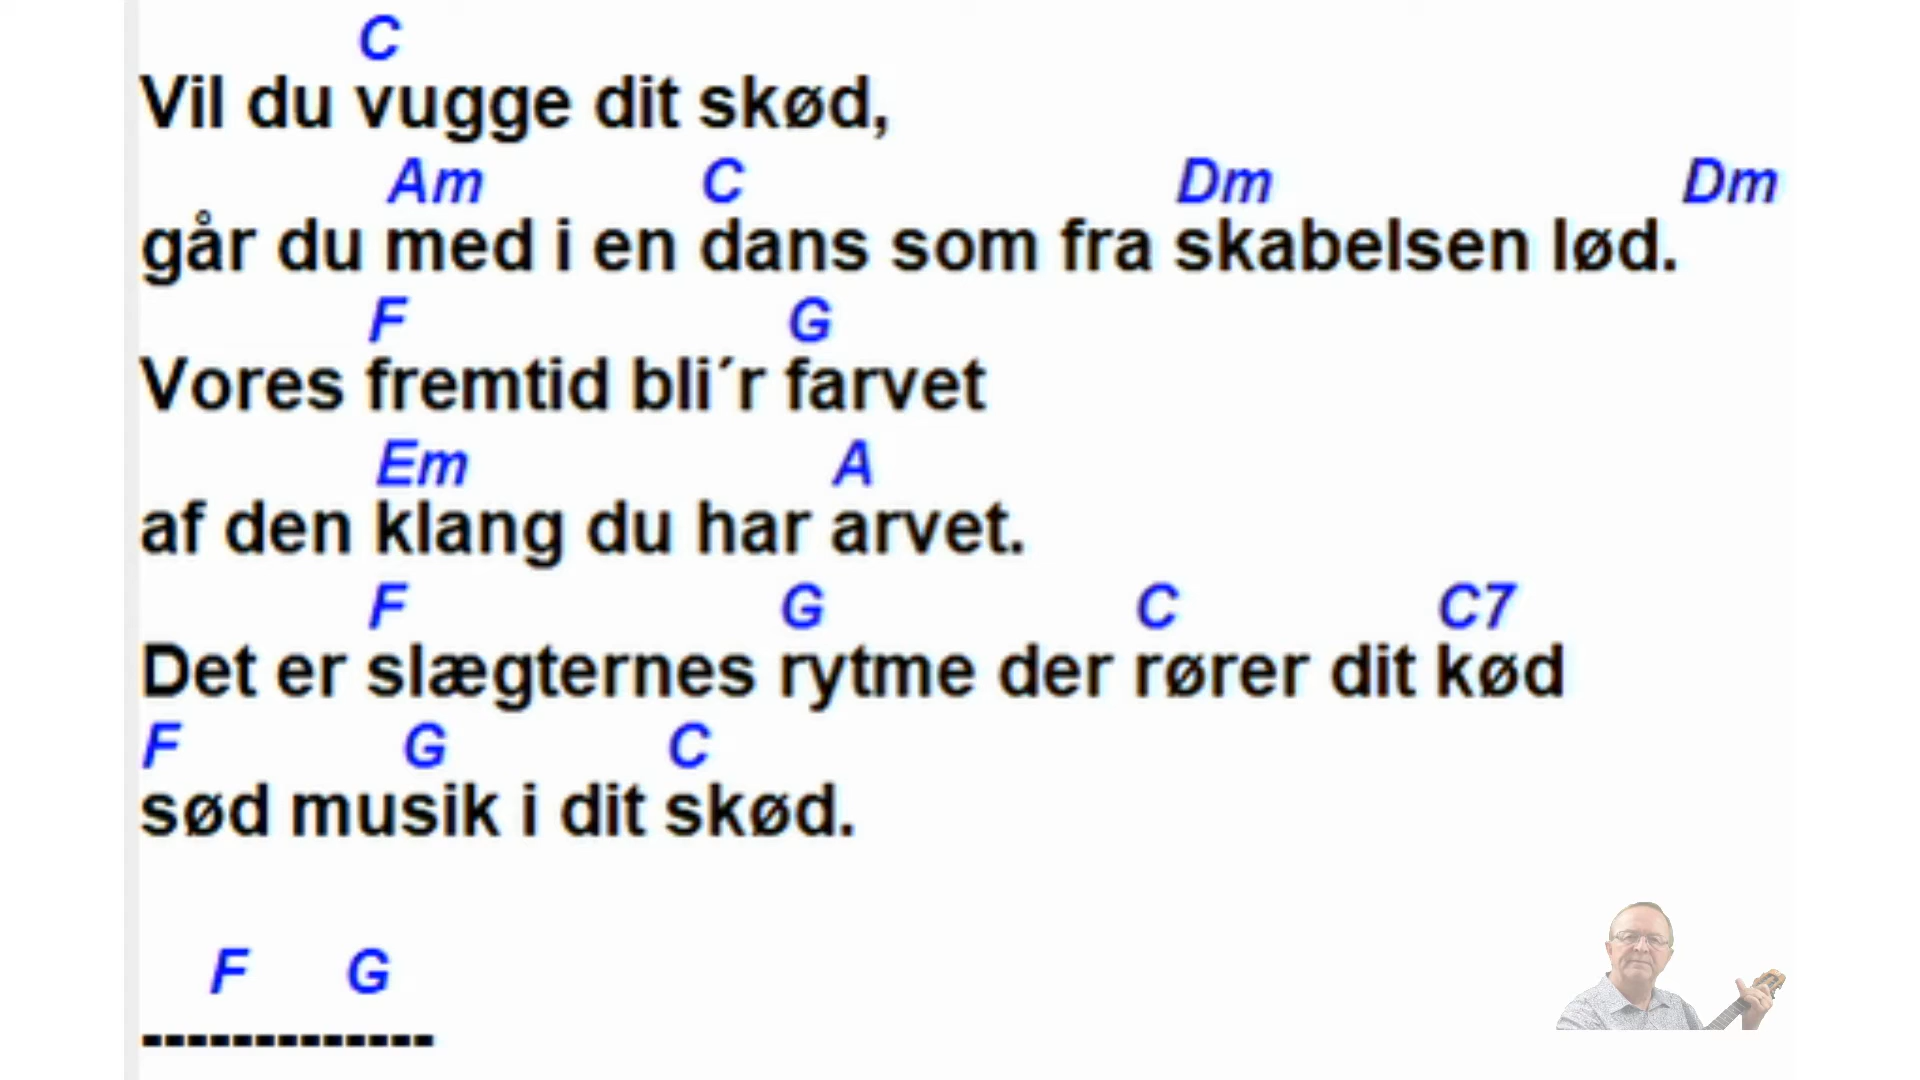 C
Vil du vugge dit skød,
Am C Dm Dm
går du med i en dans som fra skabelsen lød.
F G
Vores fremtid bli´r farvet
Em A
af den klang du har arvet.
F G C C7
Det er slægternes rytme der rører dit kød
F G C
sød musik i dit skød.
F G
-------------